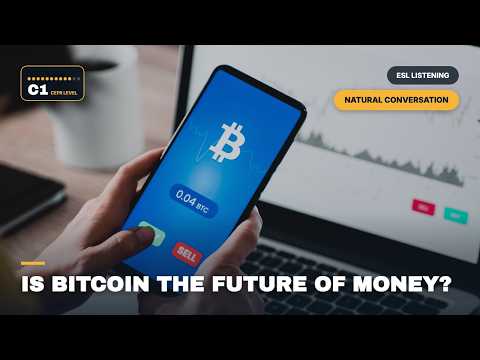 C1
CEFR LEVEL
ESL LISTENING
NATURAL CONVERSATION
0.04 BTC
SELL
IS BITCOIN THE FUTURE OF MONEY?